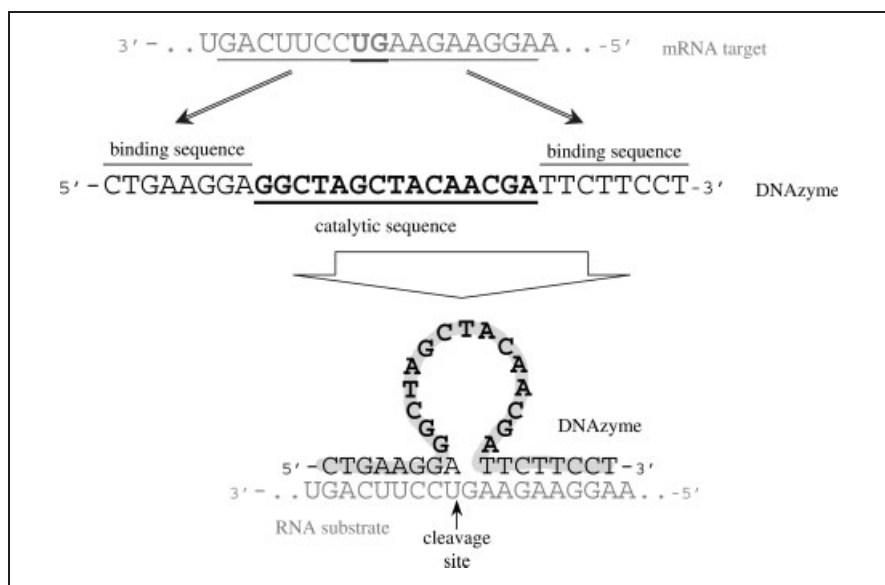 3'-..UGACUUCCUGAAGAAGGAA..-5' mRNA target
binding sequence binding sequence
5'-CTGAAGGAGGCTAGCTACAACGATTCTTCCT-3' DNAzyme
catalytic sequence
GGCTAGCTACAACGA
DNAzyme
5'-CTGAAGGA TTCTTCCT-3'
3'-..UGACUUCCUGAAGAAGGAA..-5'
RNA substrate
cleavage
site